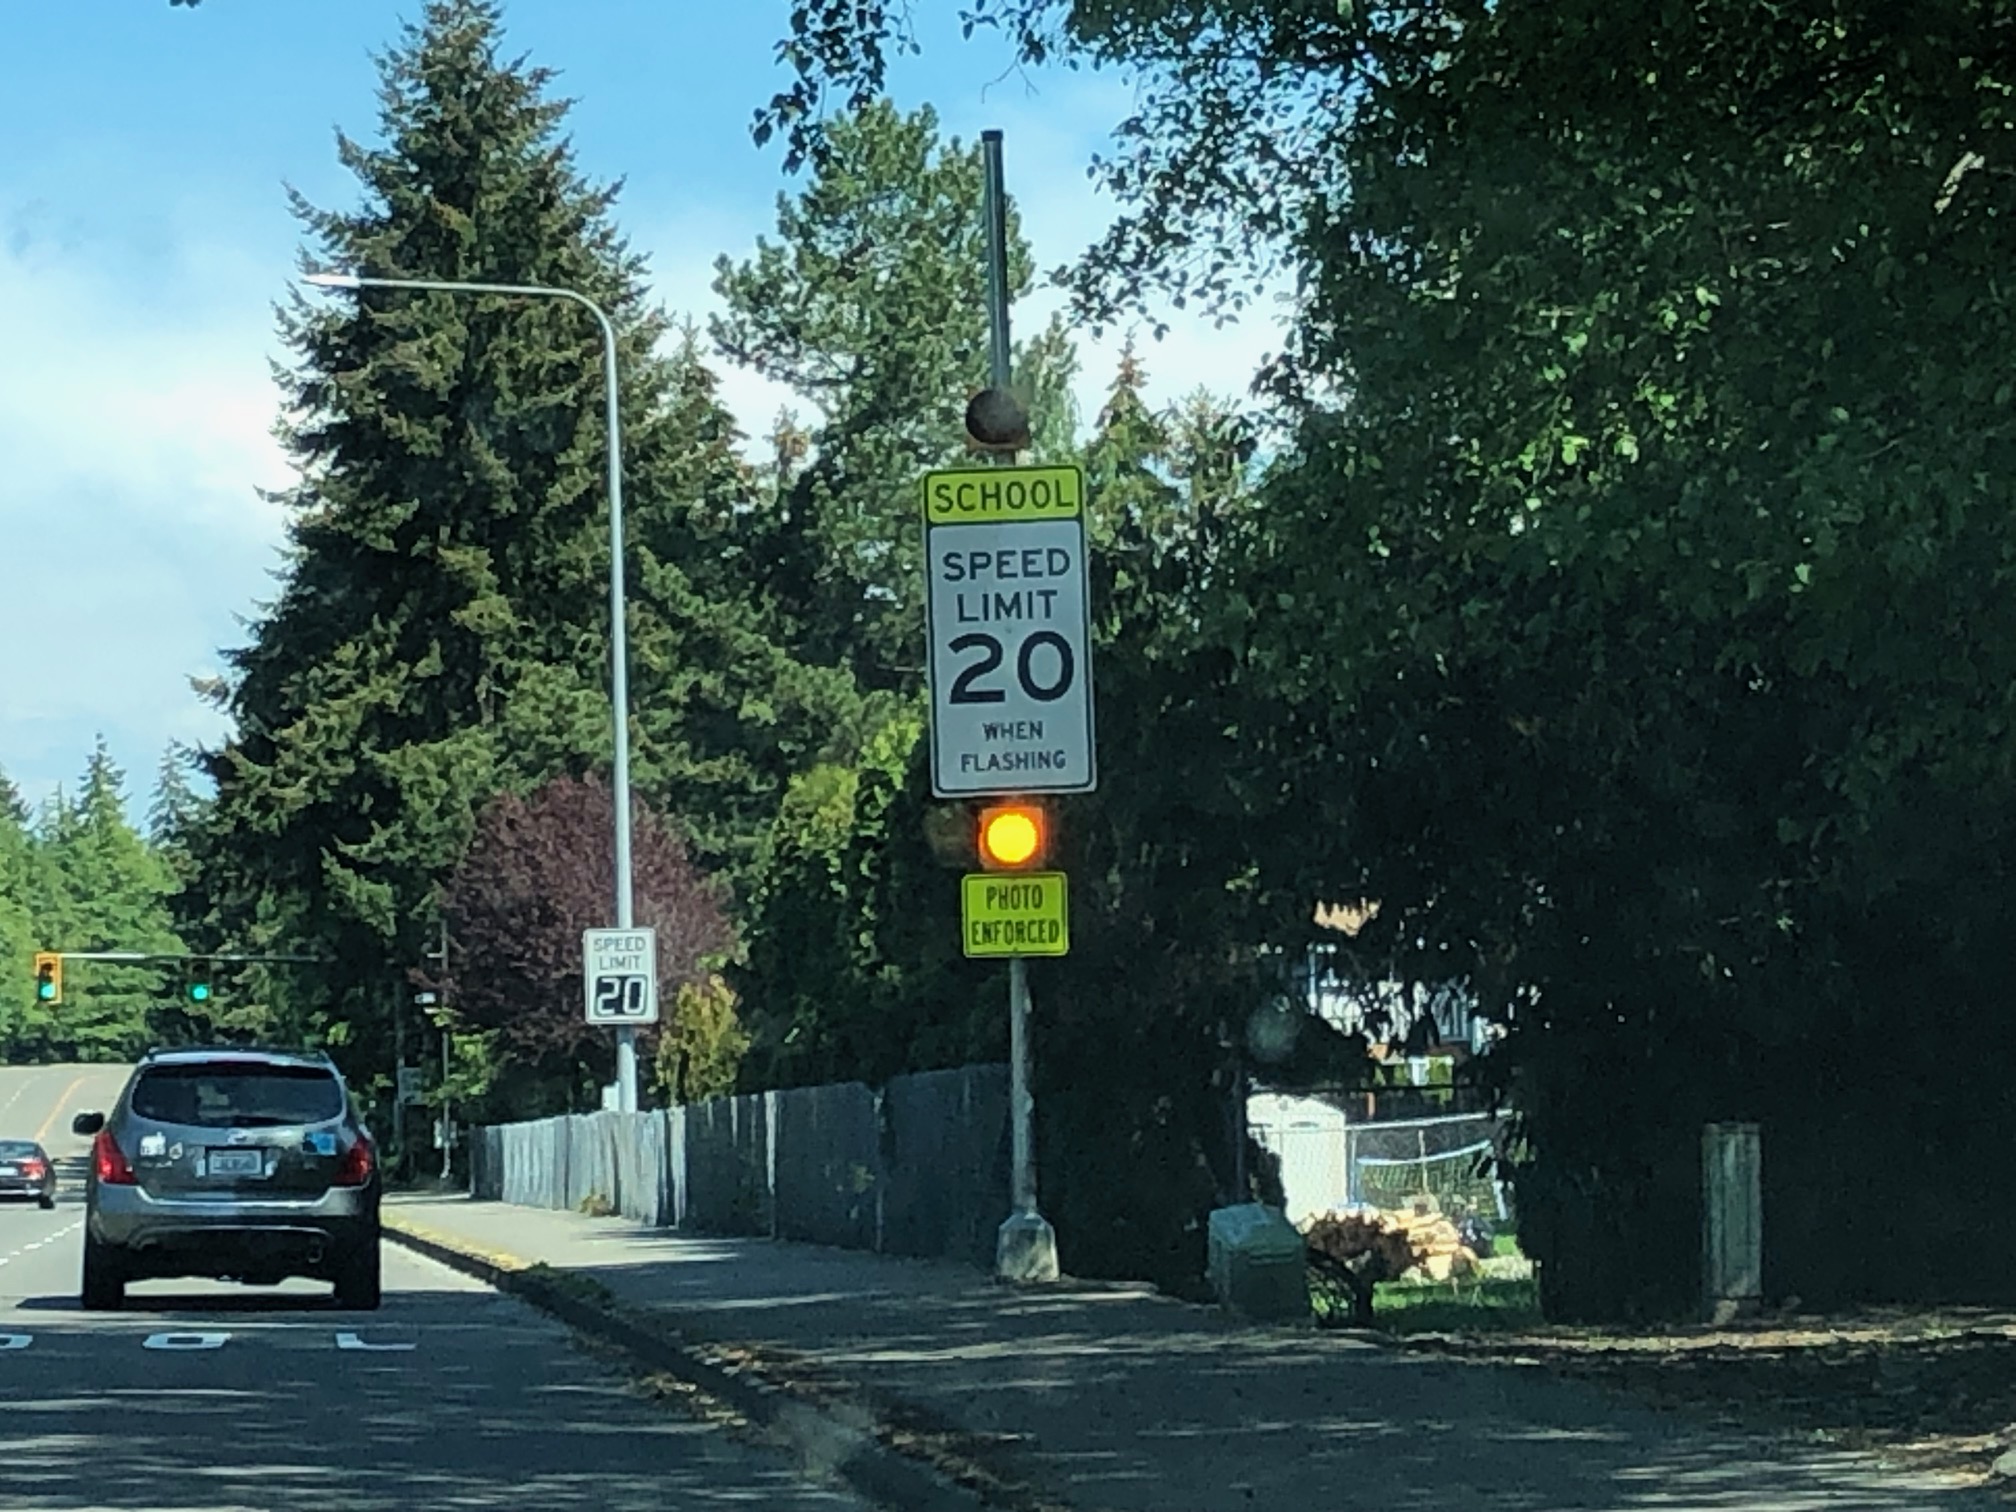 SCHOOL
SPEED
LIMIT
20
WHEN
FLASHING
PHOTO
ENFORCED
SPEED
LIMIT
20